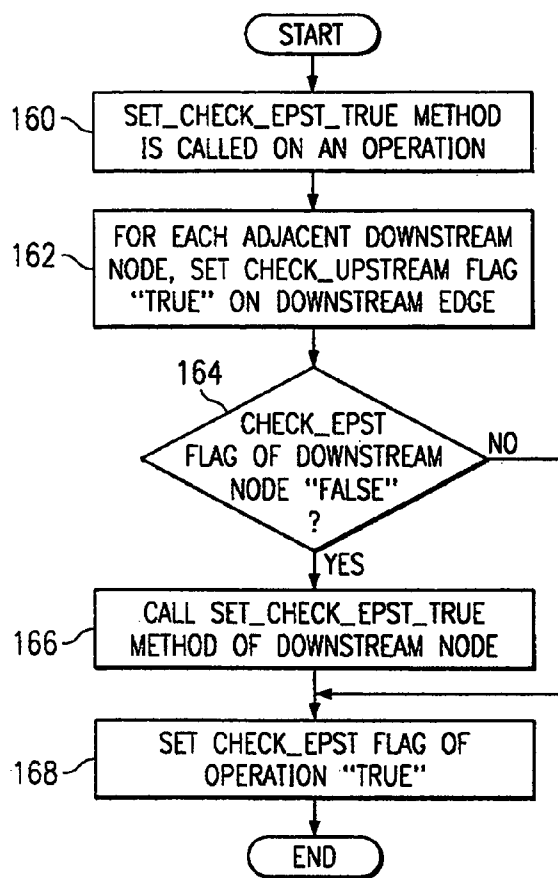 START
160
SET_CHECK_EPST_TRUE METHOD
IS CALLED ON AN OPERATION
162
FOR EACH ADJACENT DOWNSTREAM
NODE, SET CHECK_UPSTREAM FLAG
“TRUE” ON DOWNSTREAM EDGE
164
CHECK_EPST
FLAG OF DOWNSTREAM
NODE “FALSE”
?
NO
YES
166
CALL SET_CHECK_EPST_TRUE
METHOD OF DOWNSTREAM NODE
168
SET CHECK_EPST FLAG OF
OPERATION “TRUE”
END